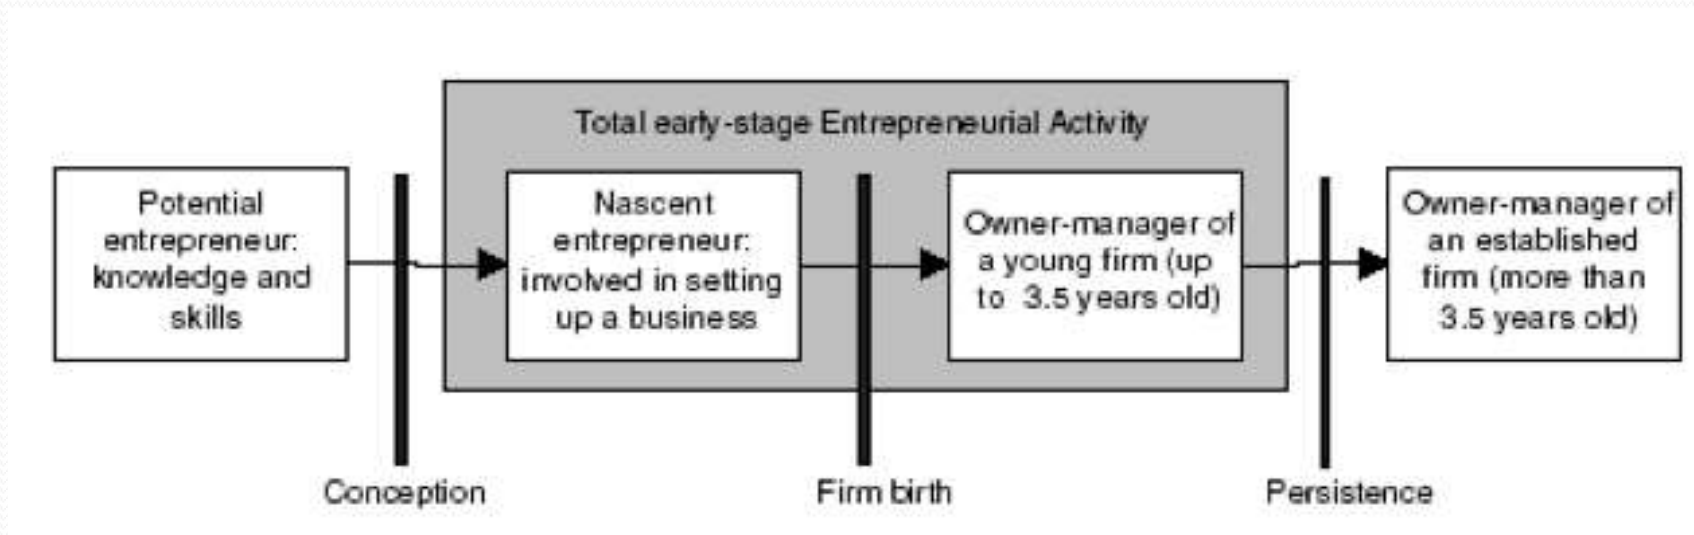 Total early-stage Entrepreneurial Activity
Potential
entrepreneur:
knowledge and
skills
Nascent
entrepreneur:
involved in setting
up a business
Owner-manager of
a young firm (up
to 3.5 years old)
Owner-manager of
an established
firm (more than
3.5 years old)
Conception
Firm birth
Persistence